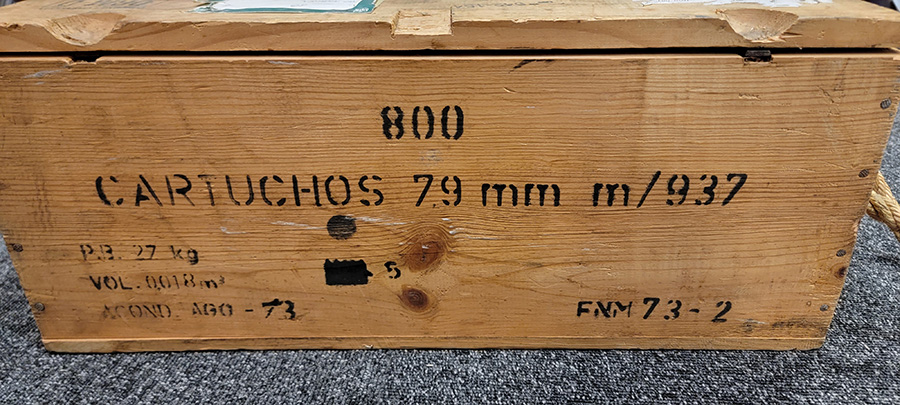 800
CARTUCHOS 7,9 mm m/937
P.B. 27 kg
S
VOL. 0,018 m³
ACOND. AGO - 73
FNM 73-2